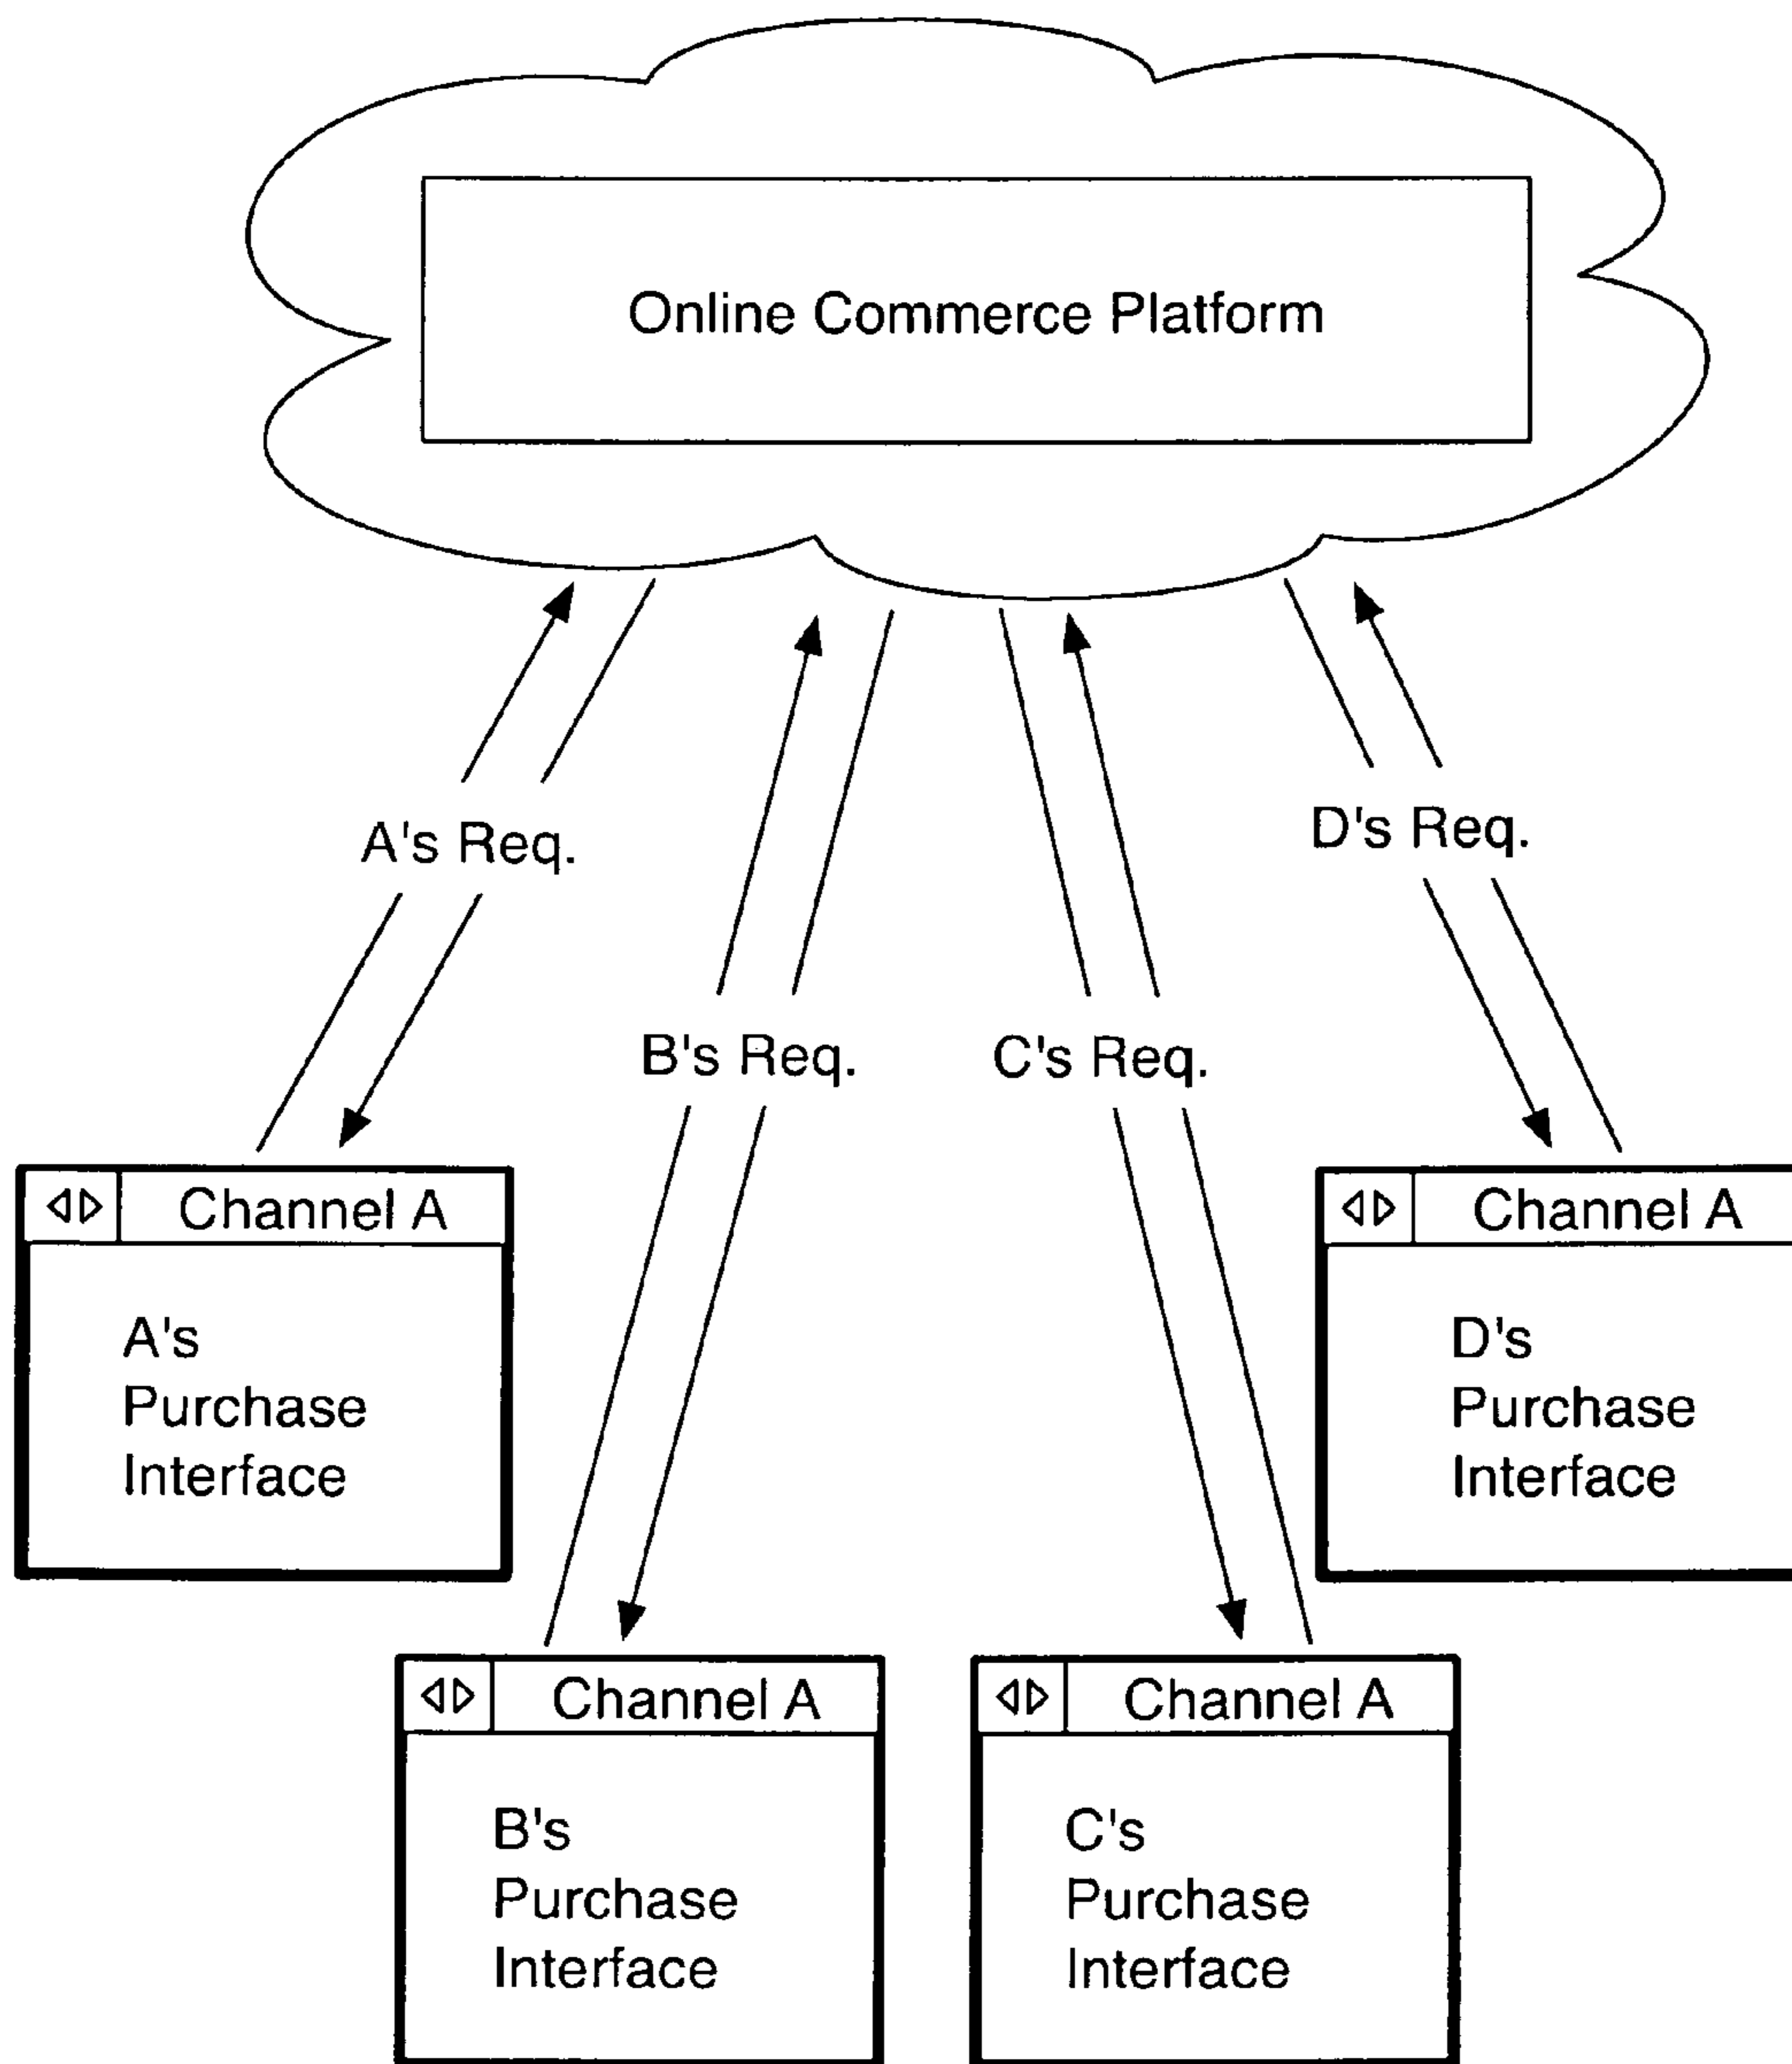 Online Commerce Platform
A's Req.
D's Req.
B's Req.
C's Req.
Channel A
A's
Purchase
Interface
Channel A
D's
Purchase
Interface
Channel A
B's
Purchase
Interface
Channel A
C's
Purchase
Interface